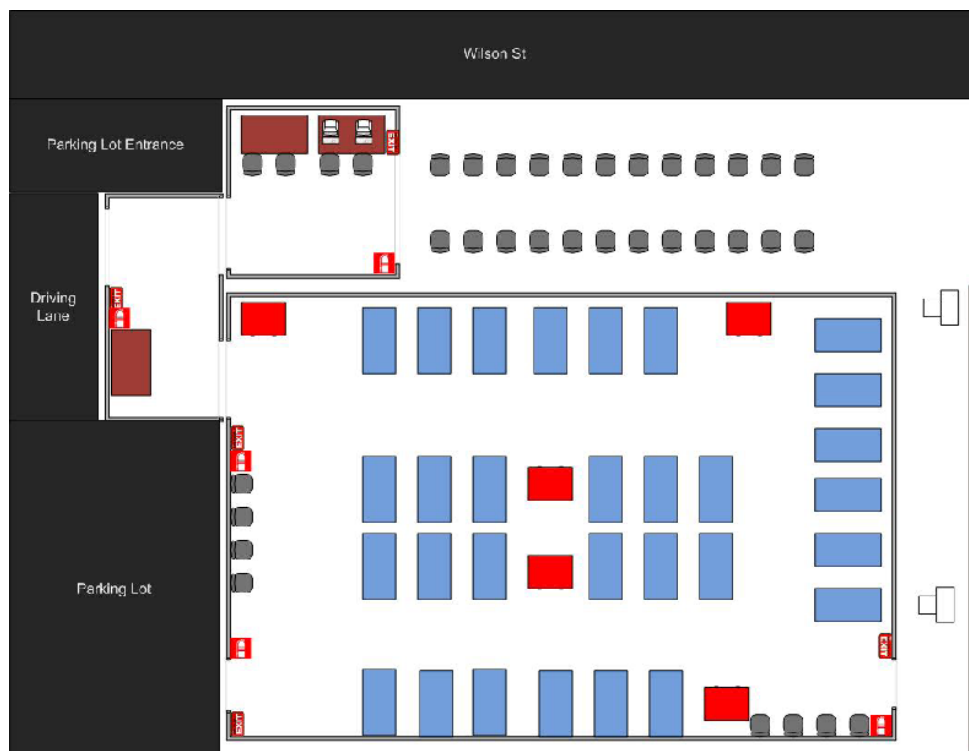 Wilson St
Parking Lot Entrance
EXIT
Driving
Lane
EXIT
EXIT
Parking Lot
EXIT
EXIT